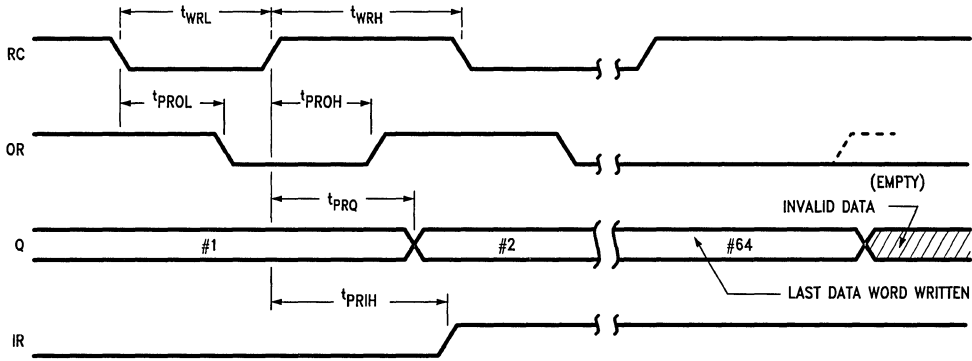 tWRL tWRH
RC
tPROL tPROH
OR
(EMPTY)
tPRQ INVALID DATA
Q #1 #2 #64
LAST DATA WORD WRITTEN
tPRIH
IR